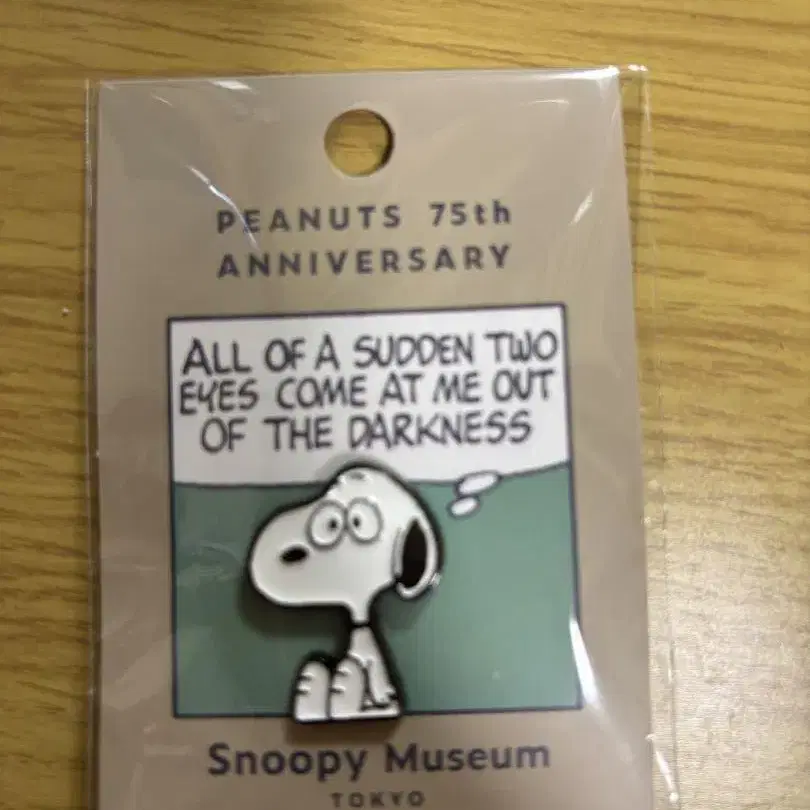 PEANUTS 75th
ANNIVERSARY
ALL OF A SUDDEN TWO
EYES COME AT ME OUT
OF THE DARKNESS
Snoopy Museum
TOKYO